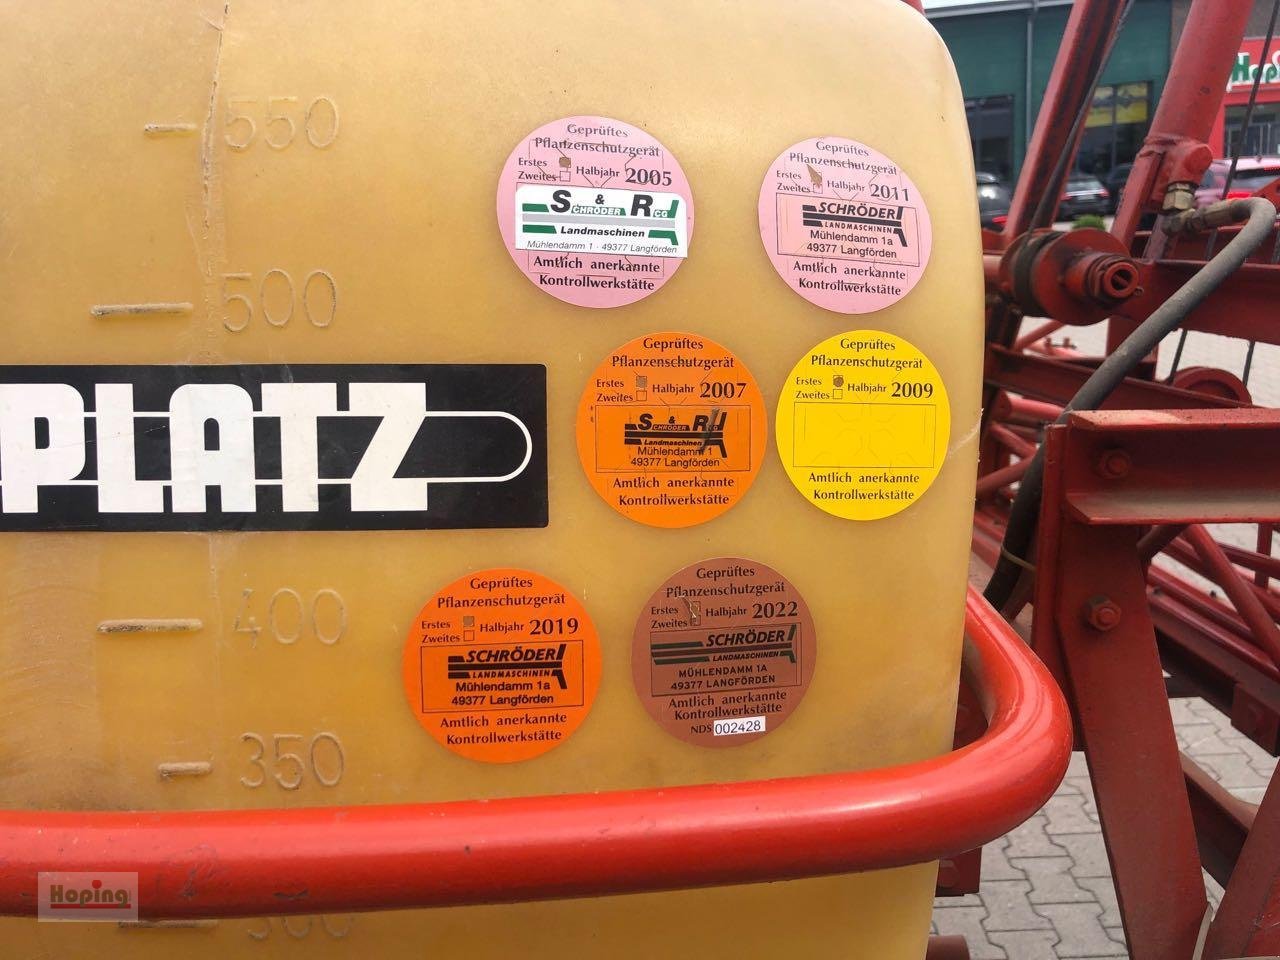 550
500
400
350
300
PLATZ
Geprüftes
Pflanzenschutzgerät
Erstes
Zweites
Halbjahr 2005
S & R
SCHRÖDER CG
Landmaschinen
Mühlendamm 1 · 49377 Langförden
Amtlich anerkannte
Kontrollwerkstätte
Geprüftes
Pflanzenschutzgerät
Erstes
Zweites
Halbjahr 2011
SCHRÖDER
LANDMASCHINEN
Mühlendamm 1a
49377 Langförden
Amtlich anerkannte
Kontrollwerkstätte
Geprüftes
Pflanzenschutzgerät
Erstes
Zweites
Halbjahr 2007
S & R
SCHRÖDER CG
Landmaschinen
Mühlendamm 1
49377 Langförden
Amtlich anerkannte
Kontrollwerkstätte
Geprüftes
Pflanzenschutzgerät
Erstes
Zweites
Halbjahr 2009
Amtlich anerkannte
Kontrollwerkstätte
Geprüftes
Pflanzenschutzgerät
Erstes
Zweites
Halbjahr 2019
SCHRÖDER
LANDMASCHINEN
Mühlendamm 1a
49377 Langförden
Amtlich anerkannte
Kontrollwerkstätte
Geprüftes
Pflanzenschutzgerät
Erstes
Zweites
Halbjahr 2022
SCHRÖDER
LANDMASCHINEN
MÜHLENDAMM 1A
49377 LANGFÖRDEN
Amtlich anerkannte
Kontrollwerkstätte
NDS 002428
Hoping